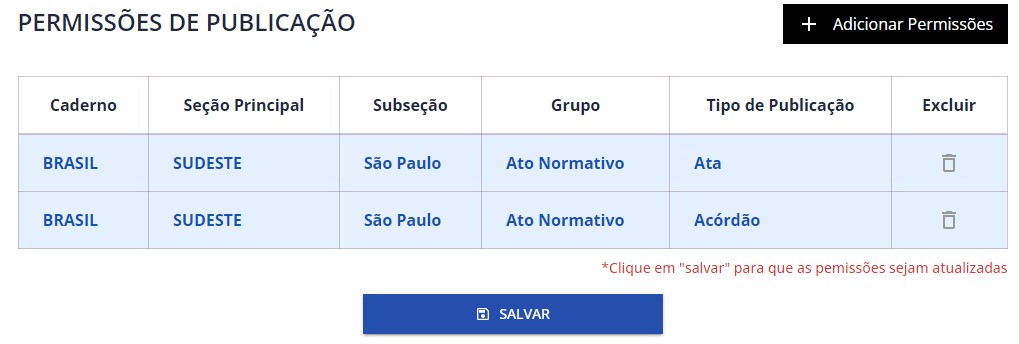 PERMISSÕES DE PUBLICAÇÃO
Adicionar Permissões
Caderno Seção Principal Subseção Grupo Tipo de Publicação Excluir
BRASIL SUDESTE São Paulo Ato Normativo Ata
BRASIL SUDESTE São Paulo Ato Normativo Acórdão
*Clique em "salvar" para que as pemissões sejam atualizadas
SALVAR